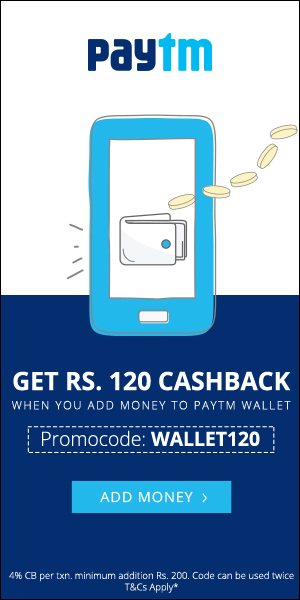 paytm
GET RS. 120 CASHBACK
WHEN YOU ADD MONEY TO PAYTM WALLET
Promocode: WALLET120
ADD MONEY >
4% CB per txn. minimum addition Rs. 200. Code can be used twice
T&Cs Apply*